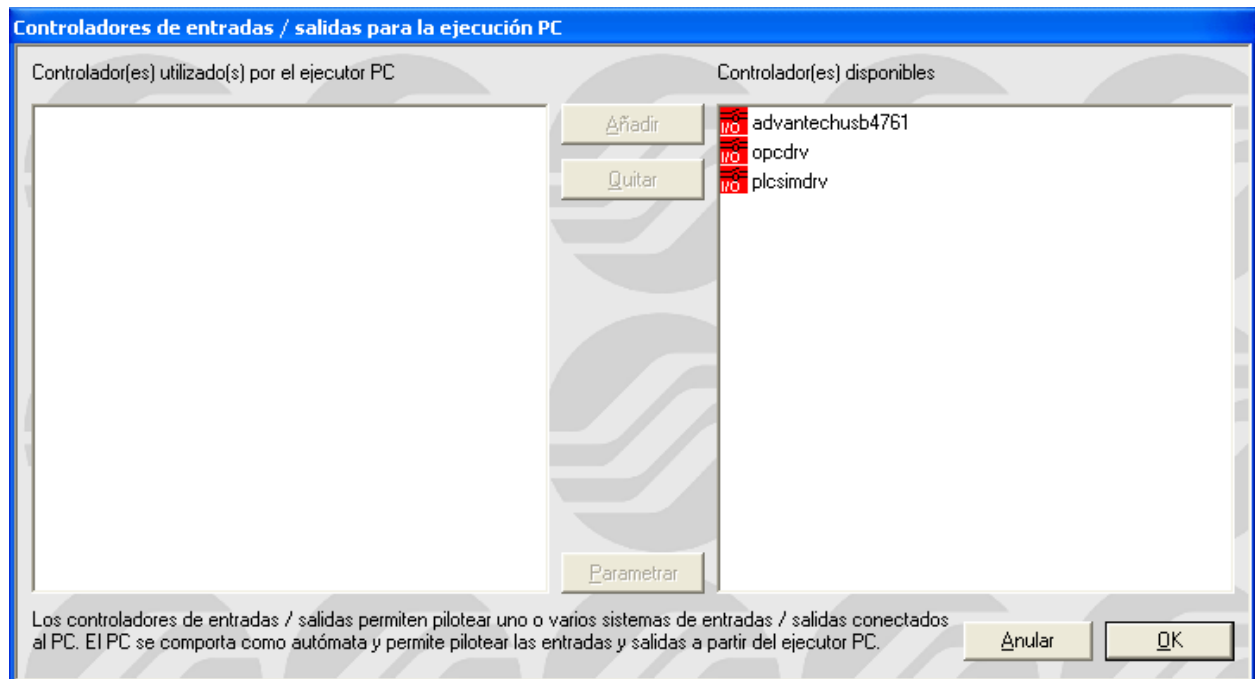 Controladores de entradas / salidas para la ejecución PC
Controlador(es) utilizado(s) por el ejecutor PC
Controlador(es) disponibles
Añadir
Quitar
I/O advantechusb4761
I/O opcdrv
I/O plcsimdrv
Parametrar
Los controladores de entradas / salidas permiten pilotear uno o varios sistemas de entradas / salidas conectados
al PC. El PC se comporta como autómata y permite pilotear las entradas y salidas a partir del ejecutor PC.
Anular
OK